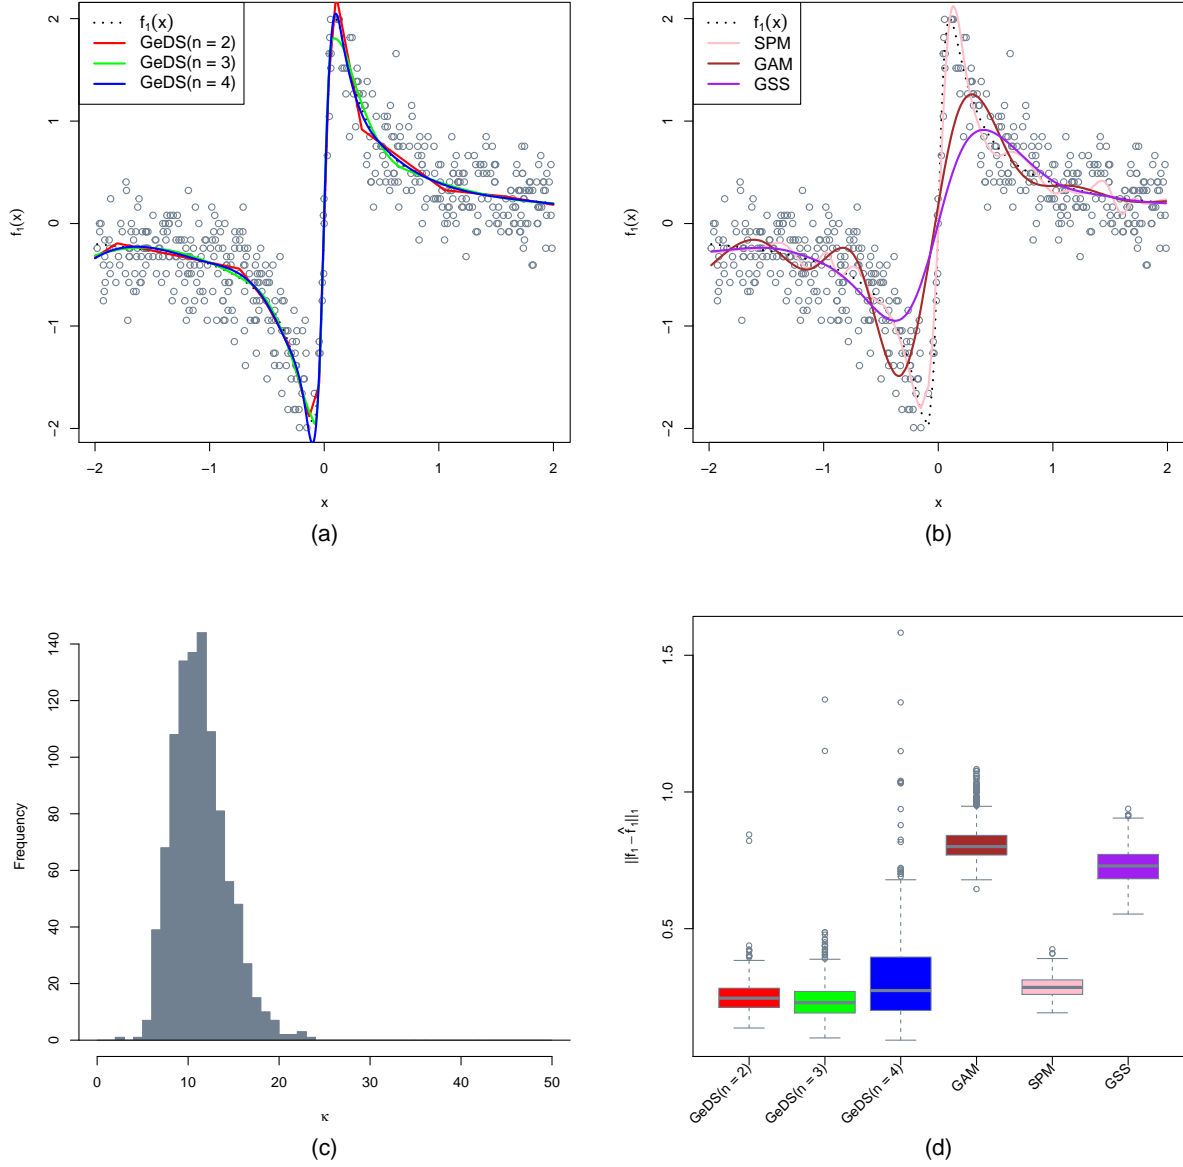 f₁(x)
GeDS(n = 2)
GeDS(n = 3)
GeDS(n = 4)
f₁(x)
2
1
0
−1
−2
−2
−1
0
1
2
x
(a)
f₁(x)
SPM
GAM
GSS
f₁(x)
2
1
0
−1
−2
−2
−1
0
1
2
x
(b)
Frequency
140
120
100
80
60
40
20
0
0
10
20
30
40
50
κ
(c)
||f₁ − f̂₁||₁
1.5
1.0
0.5
GeDS(n = 2)
GeDS(n = 3)
GeDS(n = 4)
GAM
SPM
GSS
(d)